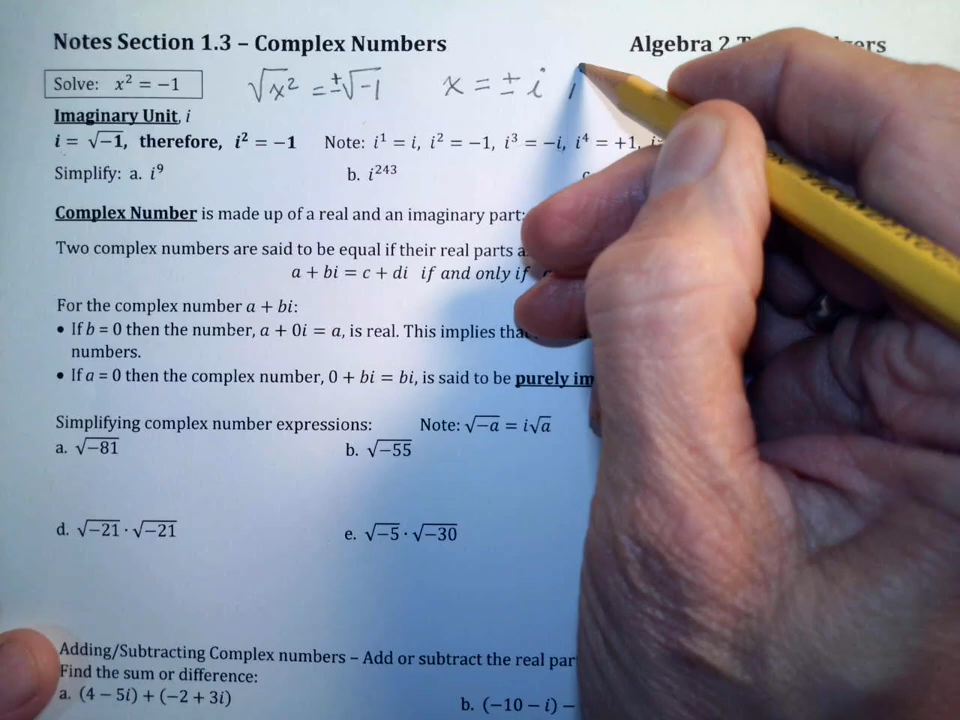 Notes Section 1.3 – Complex Numbers Algebra 2
Solve: x² = −1 √x² = ±√−1 x = ± i
Imaginary Unit, i
i = √−1, therefore, i² = −1 Note: i¹ = i, i² = −1, i³ = −i, i⁴ = +1,
Simplify: a. i⁹ b. i²⁴³
Complex Number is made up of a real and an imaginary part:
Two complex numbers are said to be equal if their real parts
a + bi = c + di if and only if
For the complex number a + bi:
• If b = 0 then the number, a + 0i = a, is real. This implies
numbers.
• If a = 0 then the complex number, 0 + bi = bi, is said to be purely
Simplifying complex number expressions: Note: √−a = i√a
a. √−81 b. √−55
d. √−21 · √−21 e. √−5 · √−30
Adding/Subtracting Complex numbers – Add or subtract the real
Find the sum or difference:
a. (4 − 5i) + (−2 + 3i) b. (−10 − i) −